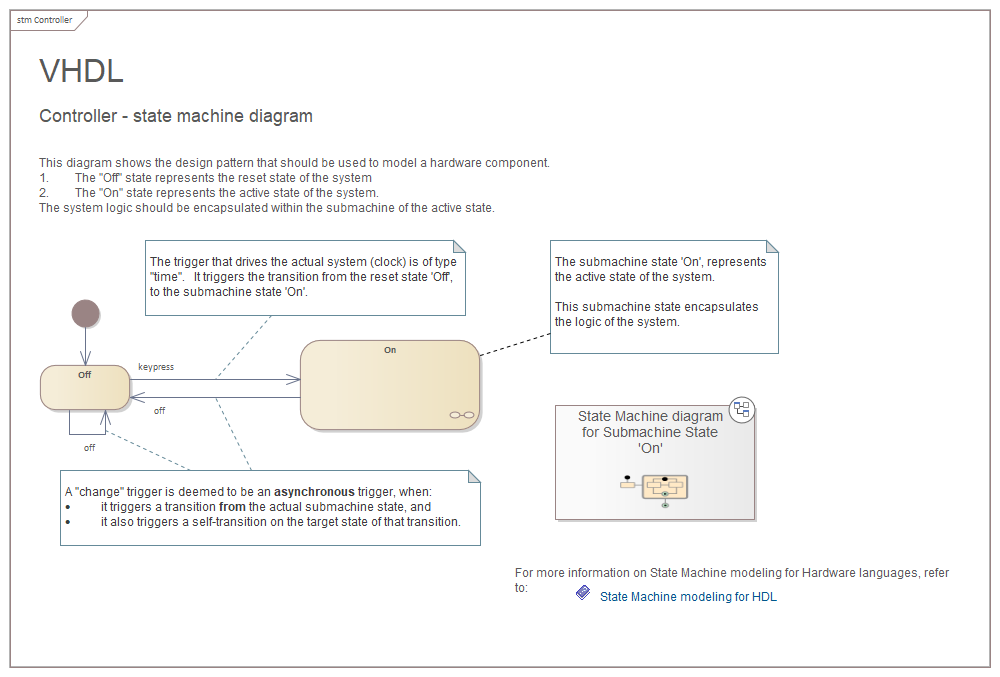 stm Controller
VHDL
Controller - state machine diagram
This diagram shows the design pattern that should be used to model a hardware component.
1. The "Off" state represents the reset state of the system
2. The "On" state represents the active state of the system.
The system logic should be encapsulated within the submachine of the active state.
The trigger that drives the actual system (clock) is of type
"time". It triggers the transition from the reset state 'Off',
to the submachine state 'On'.
The submachine state 'On', represents
the active state of the system.
This submachine state encapsulates
the logic of the system.
Off
keypress
On
off
off
State Machine diagram
for Submachine State
'On'
A "change" trigger is deemed to be an asynchronous trigger, when:
• it triggers a transition from the actual submachine state, and
• it also triggers a self-transition on the target state of that transition.
For more information on State Machine modeling for Hardware languages, refer
to:
State Machine modeling for HDL